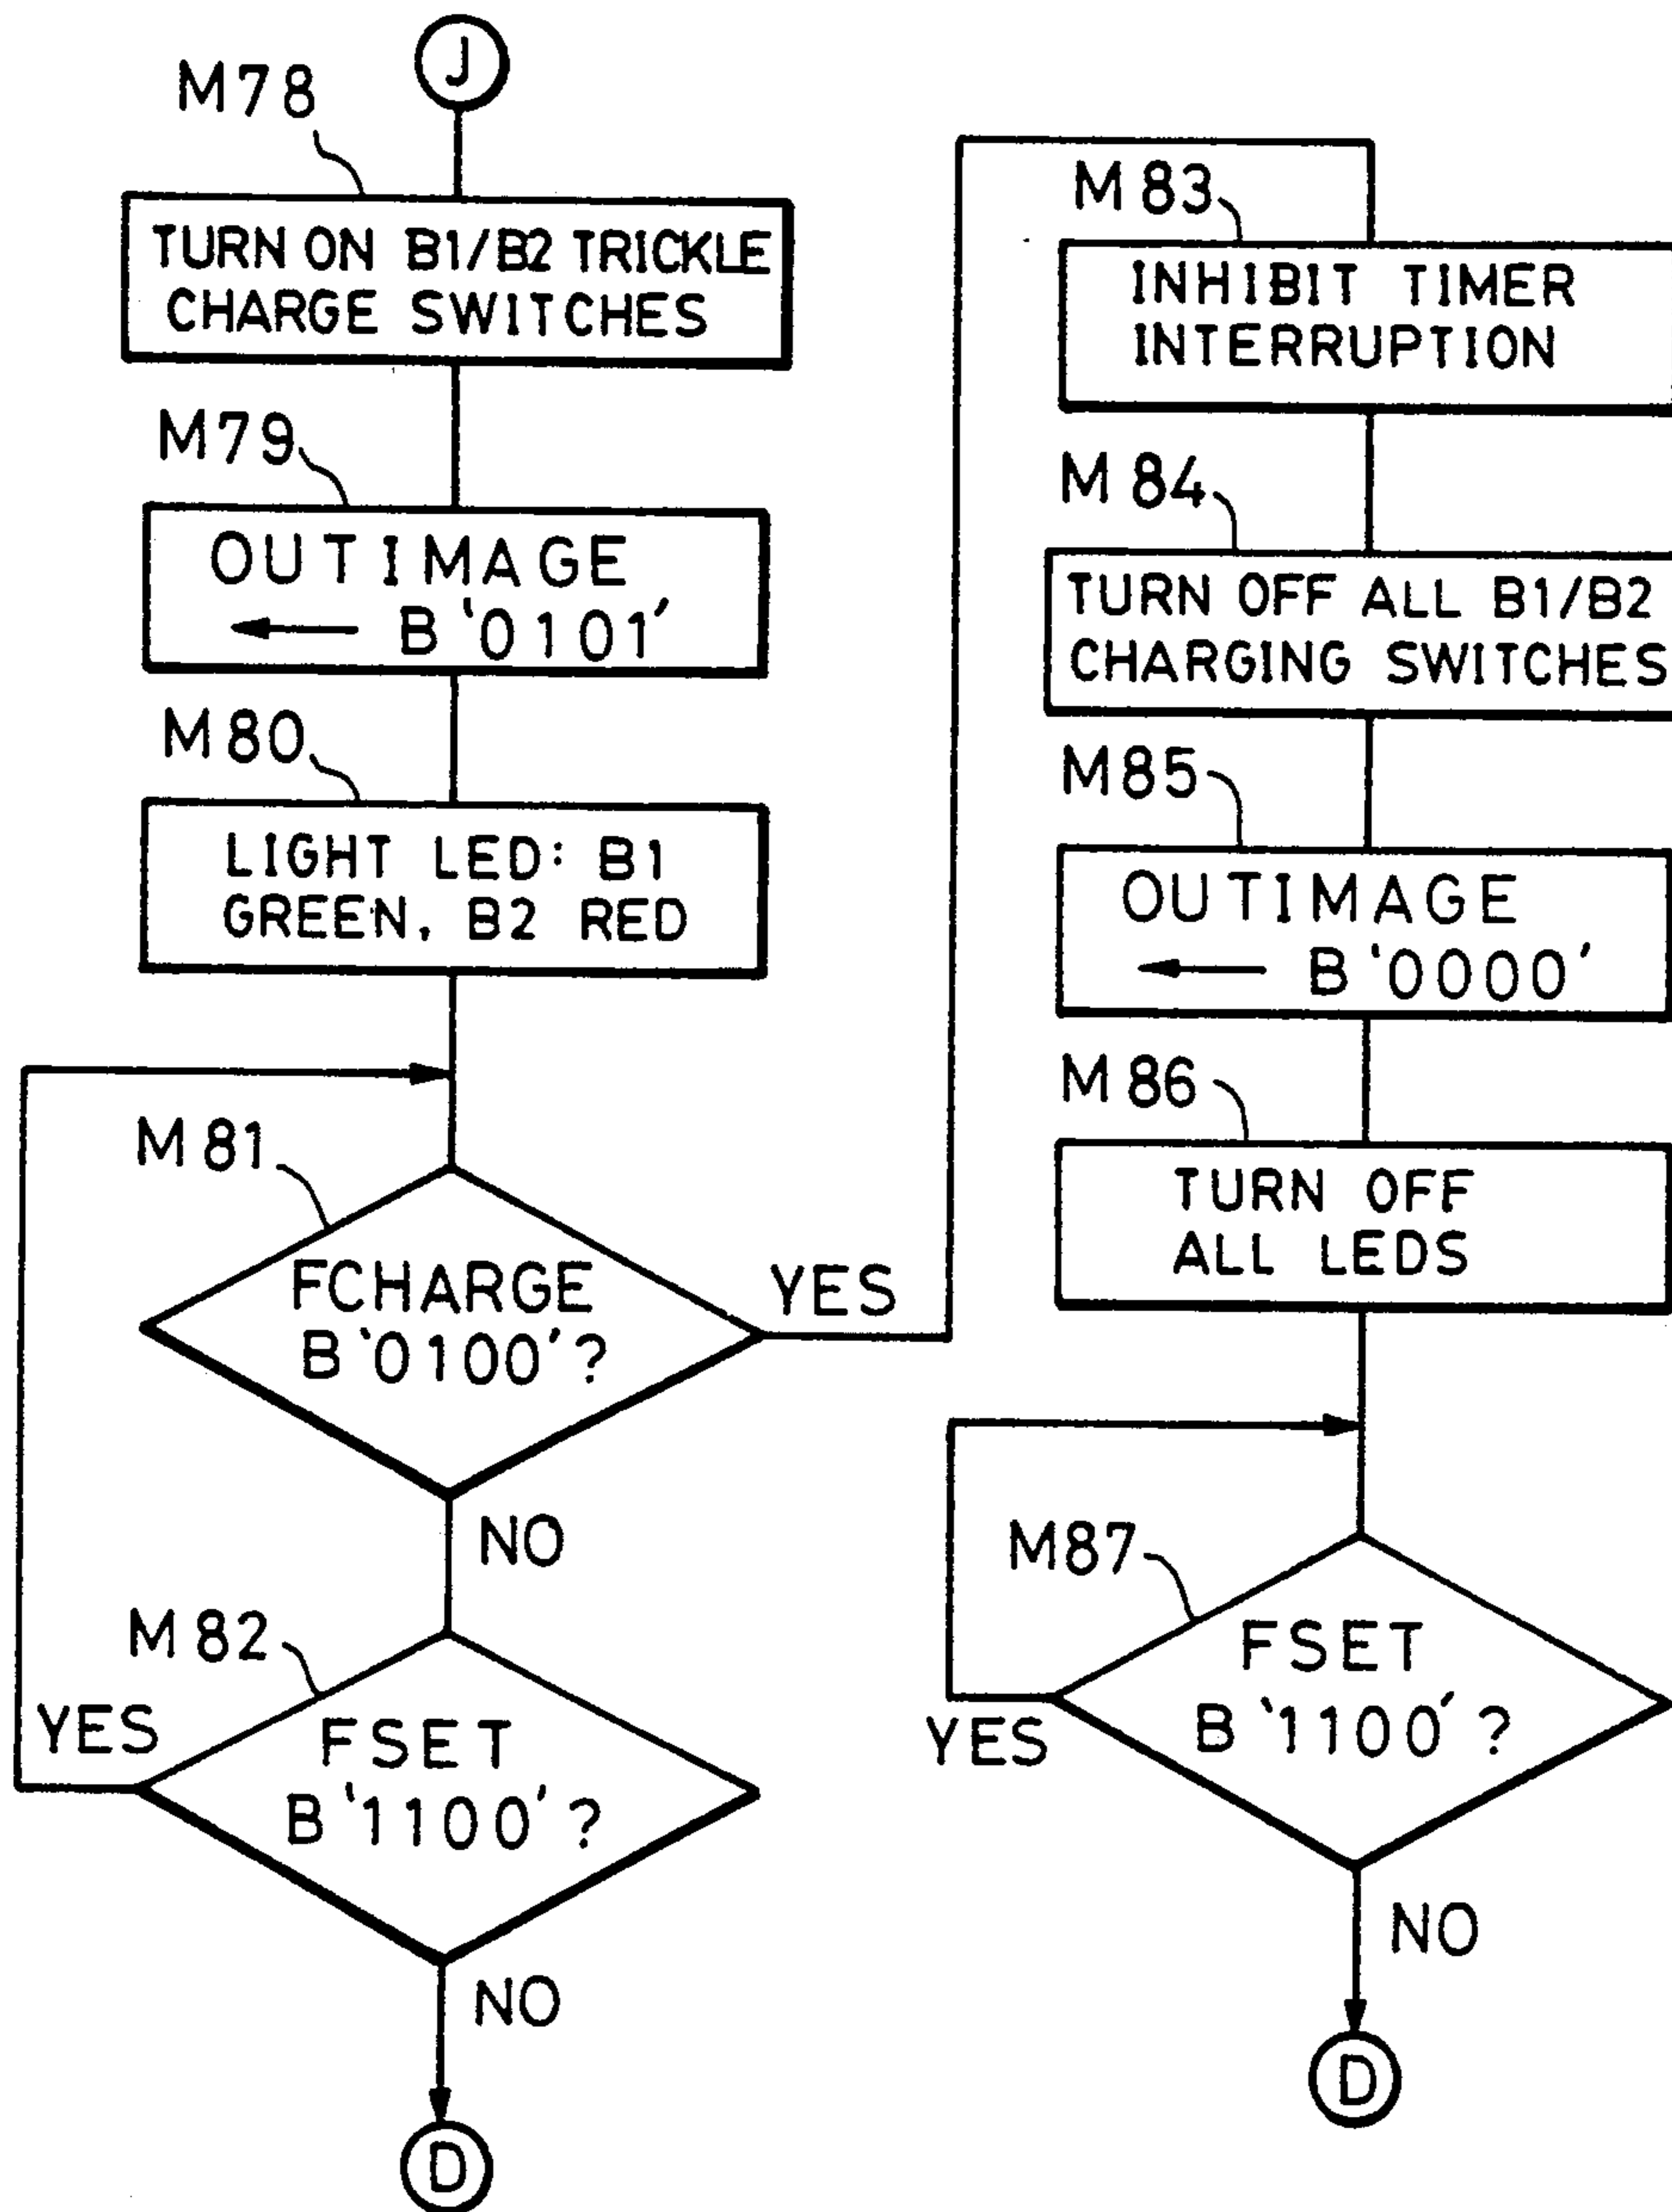 J
M78
TURN ON B1/B2 TRICKLE
CHARGE SWITCHES
M79
OUTIMAGE
← B '0101'
M80
LIGHT LED: B1
GREEN, B2 RED
M81
FCHARGE
B '0100' ?
YES
NO
M82
FSET
B '1100' ?
YES
NO
D
M83
INHIBIT TIMER
INTERRUPTION
M84
TURN OFF ALL B1/B2
CHARGING SWITCHES
M85
OUTIMAGE
← B '0000'
M86
TURN OFF
ALL LEDS
M87
FSET
B '1100' ?
YES
NO
D